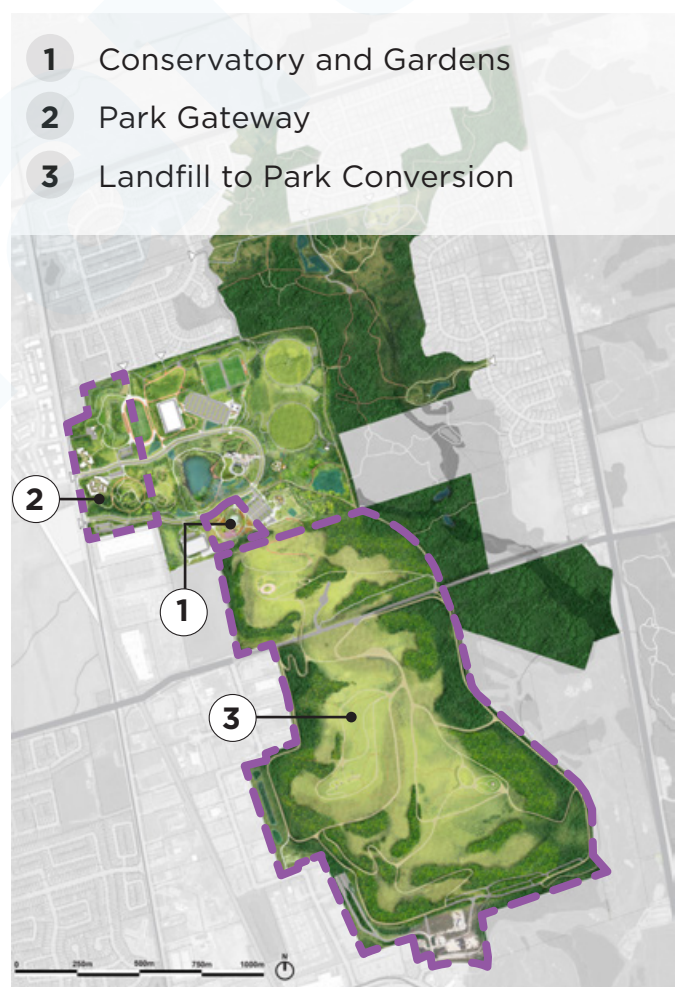 1 Conservatory and Gardens
2 Park Gateway
3 Landfill to Park Conversion
2
1
3
0 250m 500m 750m 1000m N